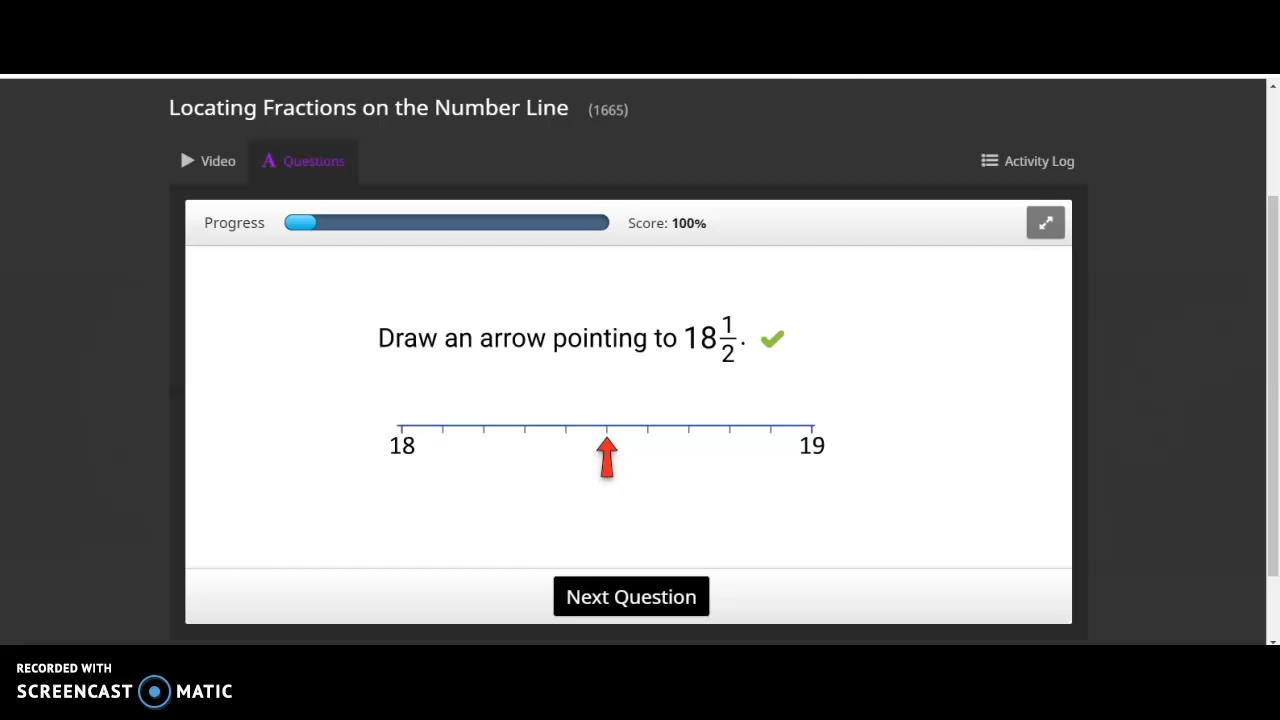 Locating Fractions on the Number Line (1665)
Video A Questions Activity Log
Progress Score: 100%
Draw an arrow pointing to 18 1/2.
18 19
Next Question
RECORDED WITH
SCREENCAST MATIC